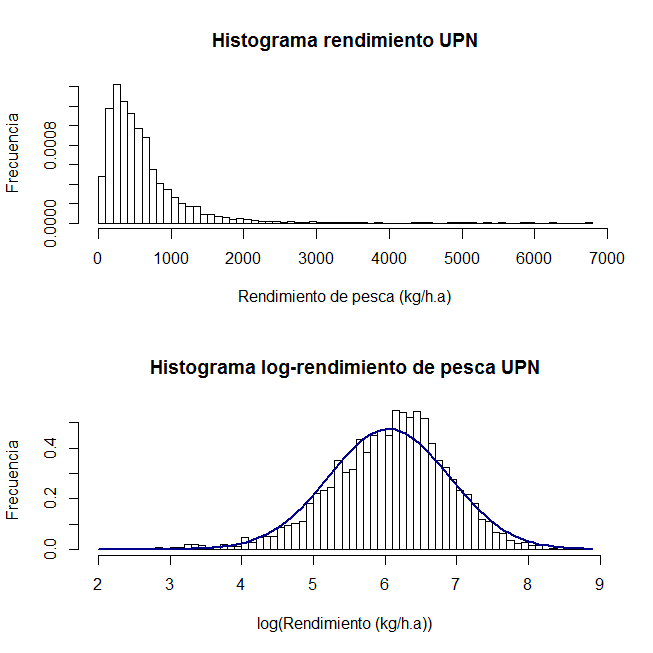 Histograma rendimiento UPN
Frecuencia
0.0000 0.0008
0 1000 2000 3000 4000 5000 6000 7000
Rendimiento de pesca (kg/h.a)
Histograma log-rendimiento de pesca UPN
Frecuencia
0.0 0.2 0.4
2 3 4 5 6 7 8 9
log(Rendimiento (kg/h.a))